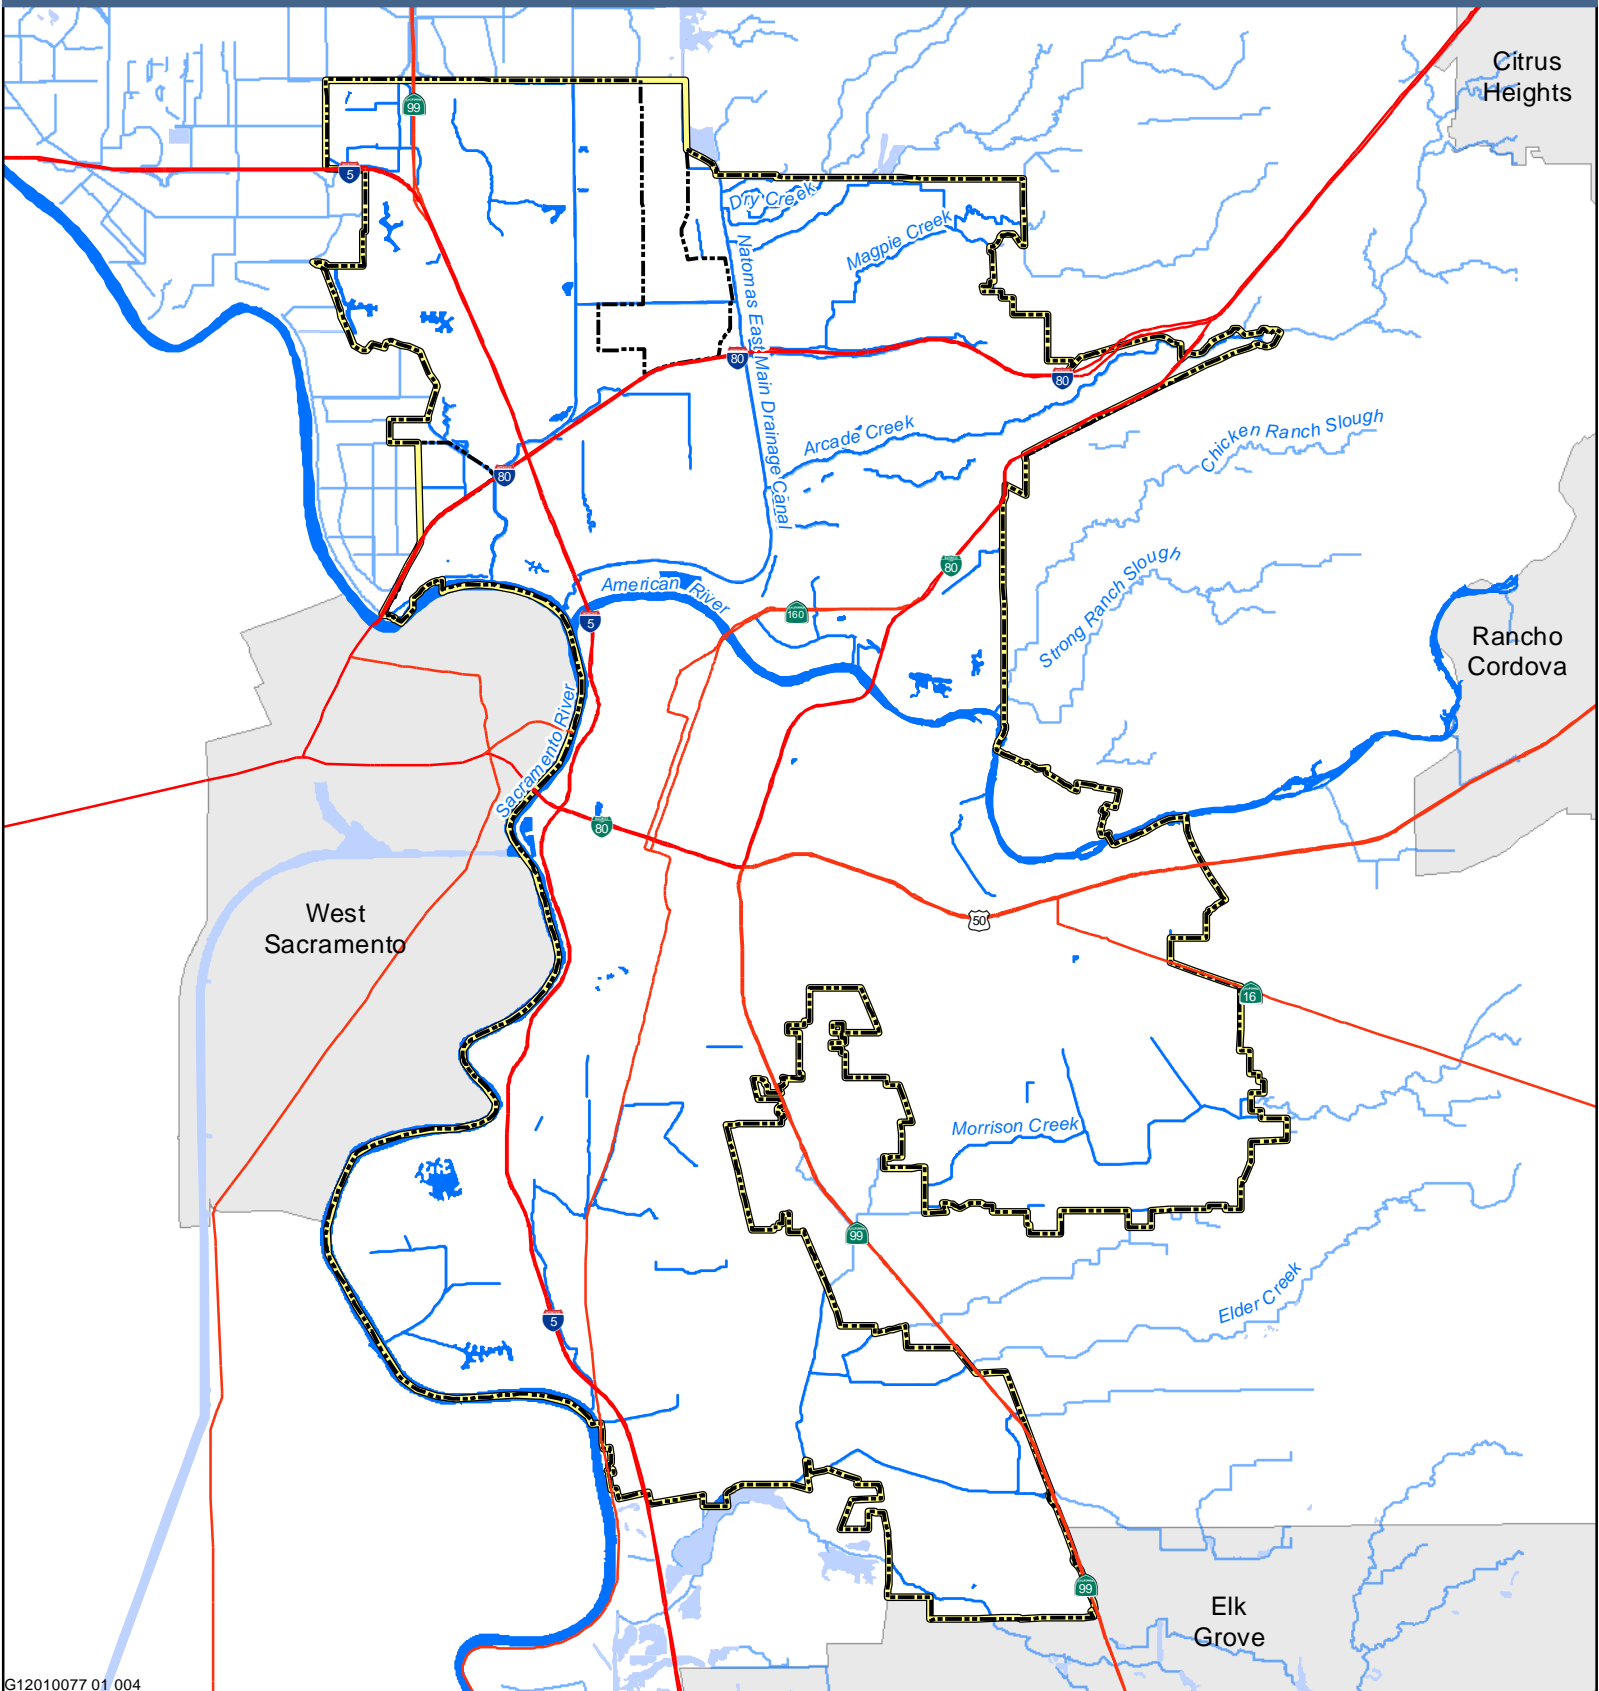 Citrus
Heights
99
5
Dry Creek
Magpie Creek
Natomas East Main Drainage Canal
80
80
Arcade Creek
Chicken Ranch Slough
80
80
Strong Ranch Slough
American River
160
5
Rancho
Cordova
Sacramento River
80
50
West
Sacramento
16
Morrison Creek
99
Elder Creek
5
99
Elk
Grove
G12010077 01 004